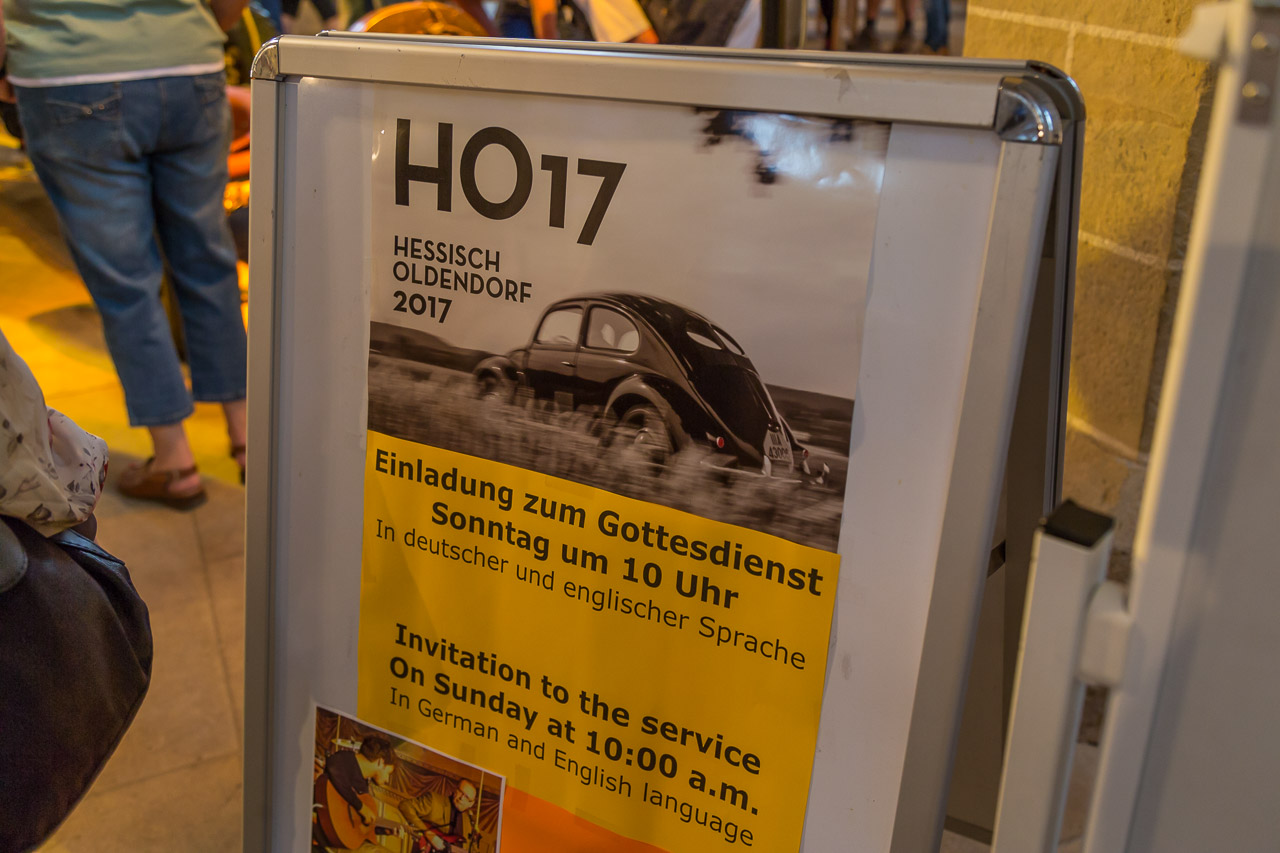 HO17
HESSISCH
OLDENDORF
2017
Einladung zum Gottesdienst
Sonntag um 10 Uhr
In deutscher und englischer Sprache
Invitation to the service
On Sunday at 10:00 a.m.
In German and English language